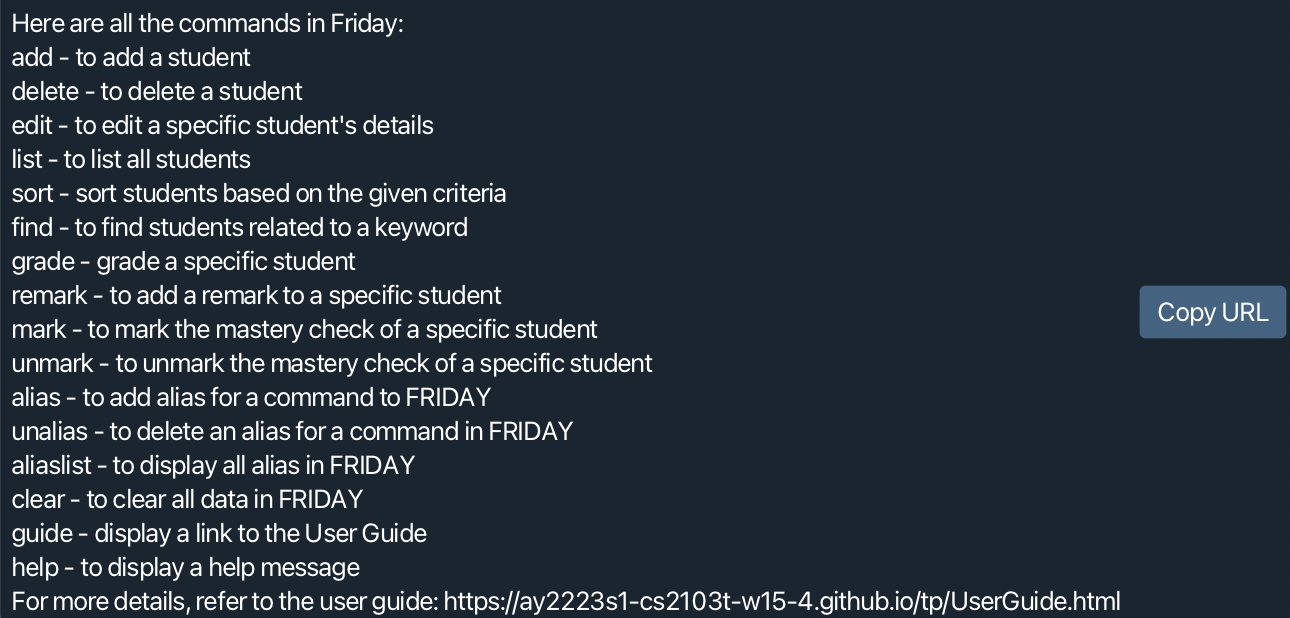 Here are all the commands in Friday:
add - to add a student
delete - to delete a student
edit - to edit a specific student's details
list - to list all students
sort - sort students based on the given criteria
find - to find students related to a keyword
grade - grade a specific student
remark - to add a remark to a specific student
mark - to mark the mastery check of a specific student
unmark - to unmark the mastery check of a specific student
alias - to add alias for a command to FRIDAY
unalias - to delete an alias for a command in FRIDAY
aliaslist - to display all alias in FRIDAY
clear - to clear all data in FRIDAY
guide - display a link to the User Guide
help - to display a help message
For more details, refer to the user guide: https://ay2223s1-cs2103t-w15-4.github.io/tp/UserGuide.html
Copy URL